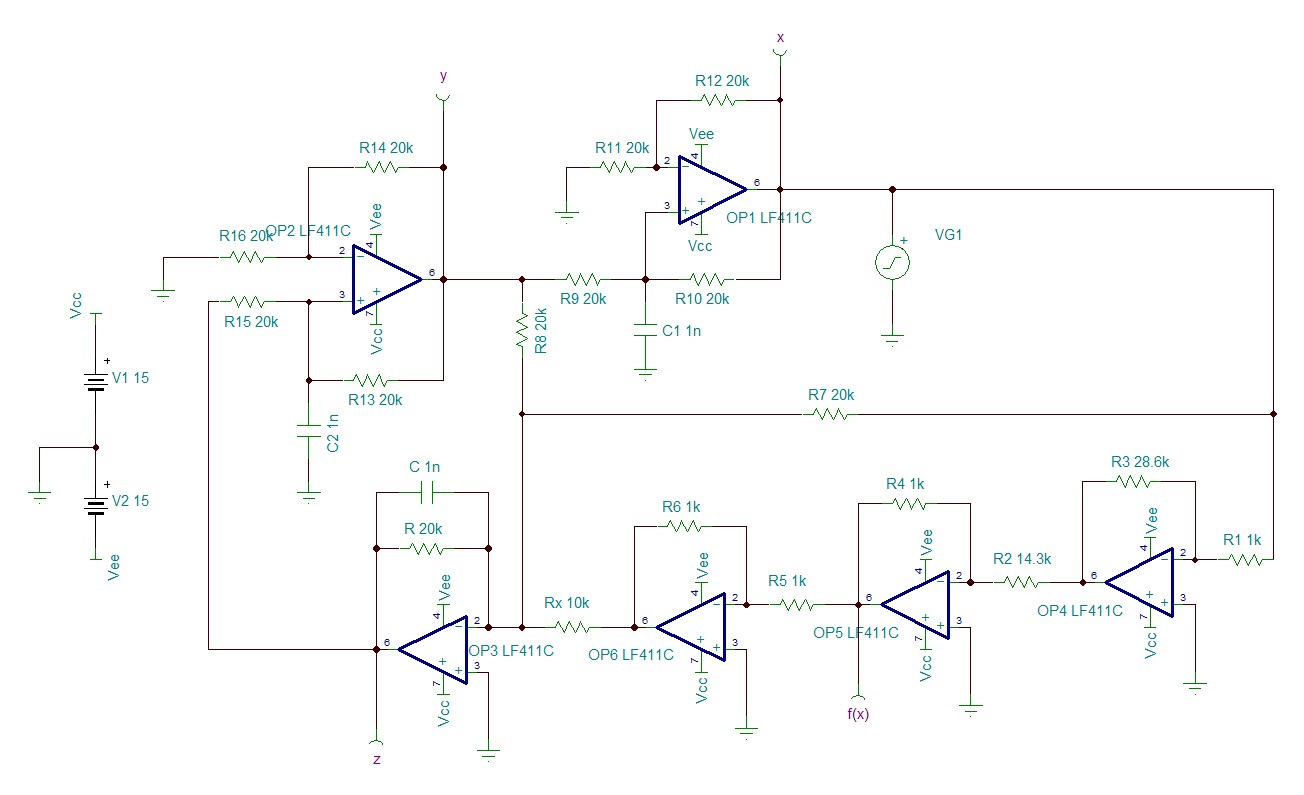 x
y
R12 20k
Vee
R14 20k
R11 20k
2
4
−
6
3
+
+
7
OP1 LF411C
Vcc
Vee
OP2 LF411C
R16 20k
2
4
−
6
VG1
+
3
+
+
7
R15 20k
Vcc
R9 20k
R10 20k
Vcc
R8 20k
C1 1n
+
V1 15
R13 20k
R7 20k
C2 1n
C 1n
R3 28.6k
+
V2 15
R4 1k
R6 1k
Vee
R 20k
Vee
4
2
−
R1 1k
Vee
4
R2 14.3k
6
OP4 LF411C
2
−
3
+
+
7
Vcc
Vee
Vee
4
R5 1k
6
OP5 LF411C
3
+
+
7
Vcc
Rx 10k
2
−
6
OP6 LF411C
4
2
−
6
OP3 LF411C
3
+
+
7
Vcc
3
+
+
7
Vcc
f(x)
z